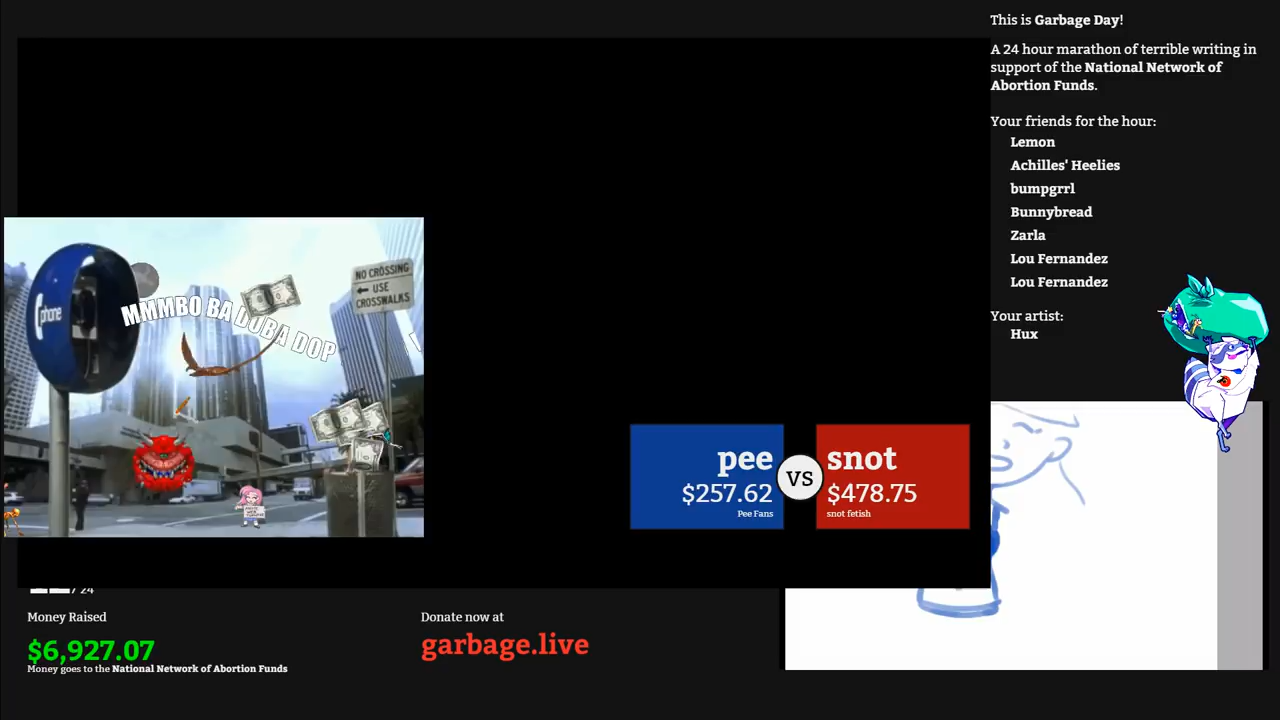 This is Garbage Day!
A 24 hour marathon of terrible writing in
support of the National Network of
Abortion Funds.
Your friends for the hour:
Lemon
Achilles' Heelies
bumpgrrl
Bunnybread
Zarla
Lou Fernandez
Lou Fernandez
Your artist:
Hux
phone
MMMBO BA DUBA DOP
NO CROSSING
← USE
CROSSWALKS
pee
$257.62
Pee Fans
VS
snot
$478.75
snot fetish
/ 24
Money Raised
$6,927.07
Money goes to the National Network of Abortion Funds
Donate now at
garbage.live